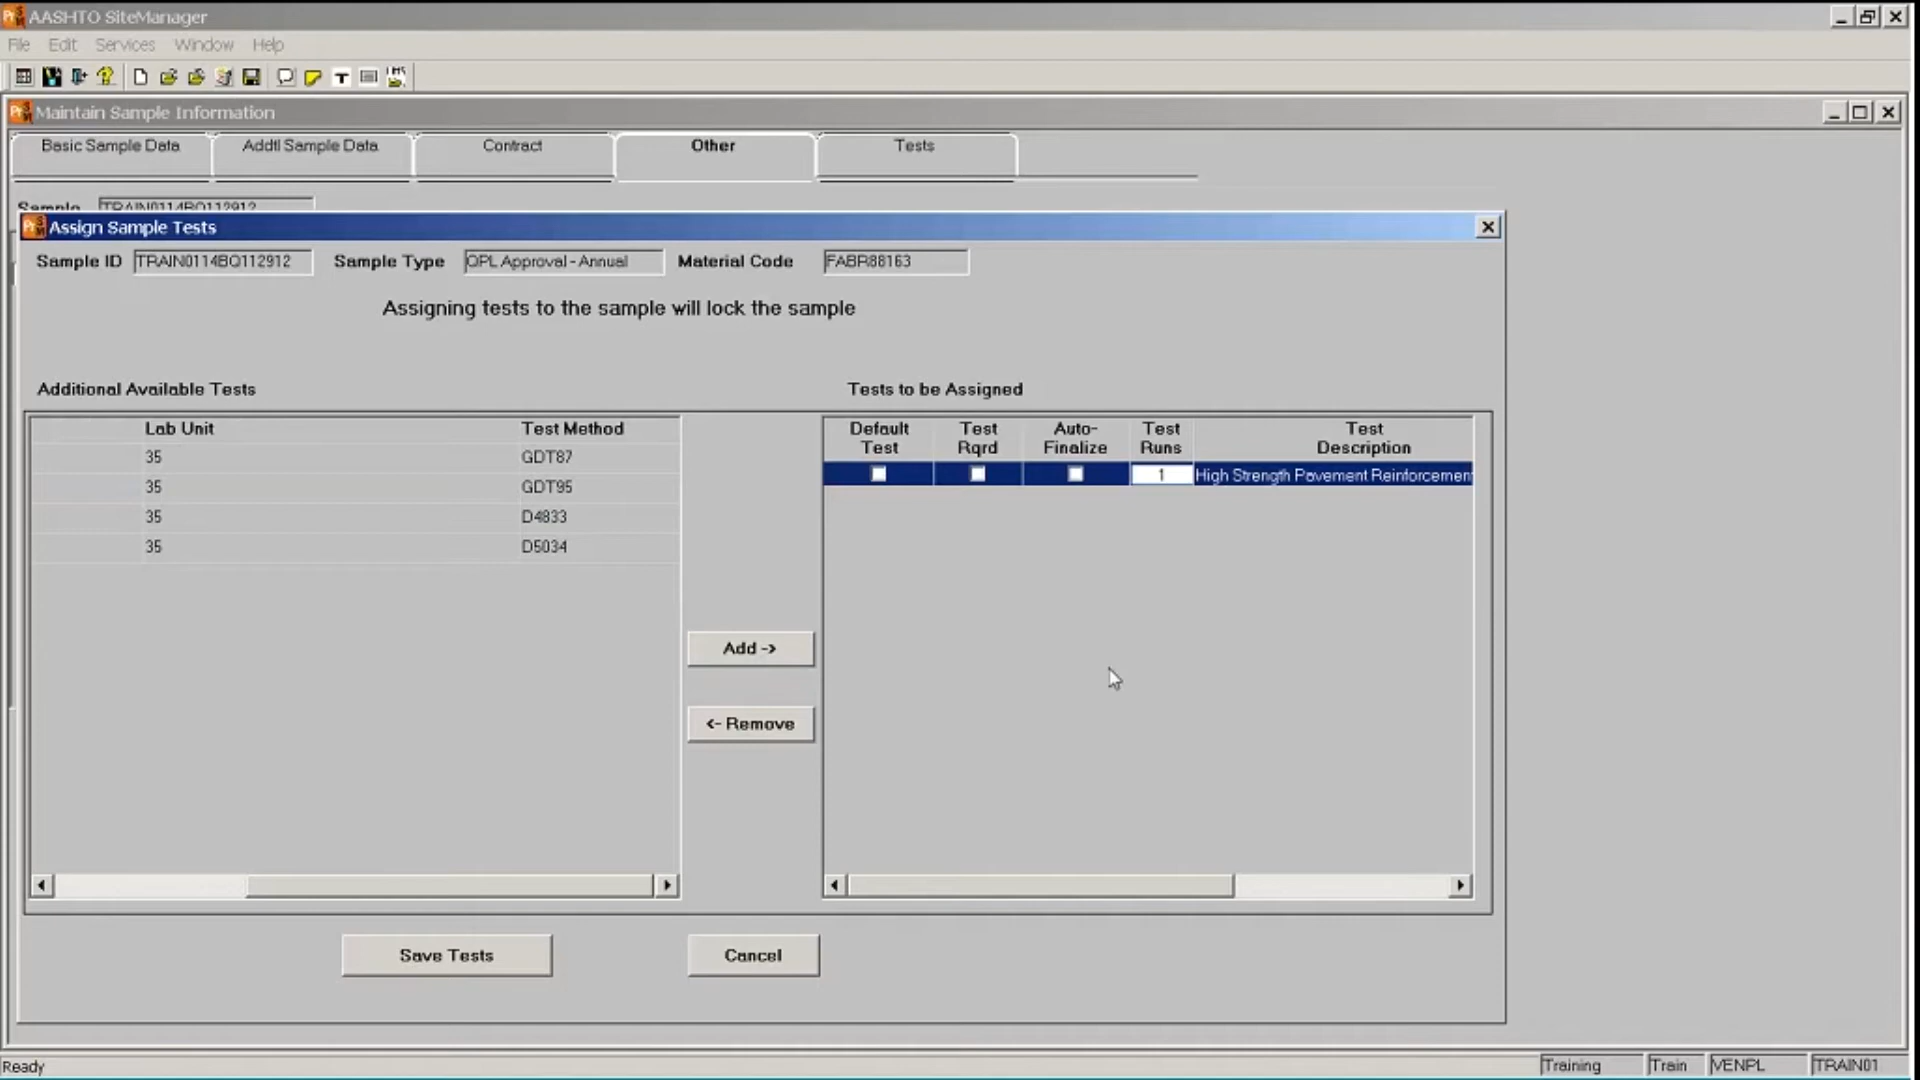 AASHTO SiteManager
File Edit Services Window Help
Maintain Sample Information
Basic Sample Data Addtl Sample Data Contract Other Tests
Sample TRAIN0114BQ112912
Assign Sample Tests
Sample ID TRAIN0114BQ112912 Sample Type QPL Approval - Annual Material Code FABR88163
Assigning tests to the sample will lock the sample
Additional Available Tests Tests to be Assigned
Lab Unit Test Method
35 GDT87
35 GDT95
35 D4833
35 D5034
Default Test Auto- Test Test
Test Rqrd Finalize Runs Description
1 High Strength Pavement Reinforcement
Add ->
<- Remove
Save Tests Cancel
Ready Training Train VENPL TRAIN01